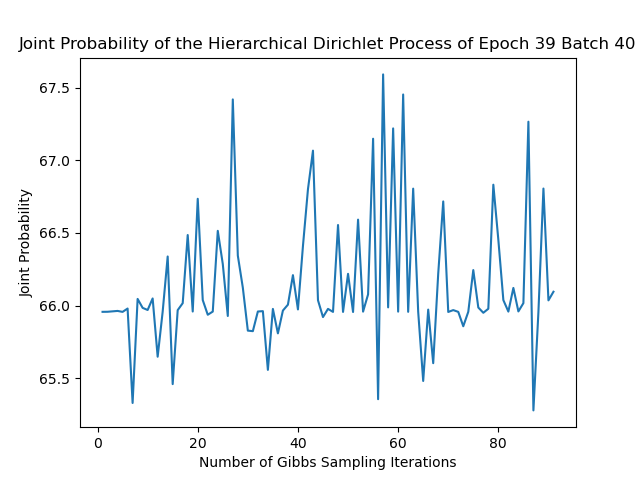 Joint Probability of the Hierarchical Dirichlet Process of Epoch 39 Batch 40
67.5
67.0
66.5
66.0
65.5
Joint Probability
0 20 40 60 80
Number of Gibbs Sampling Iterations